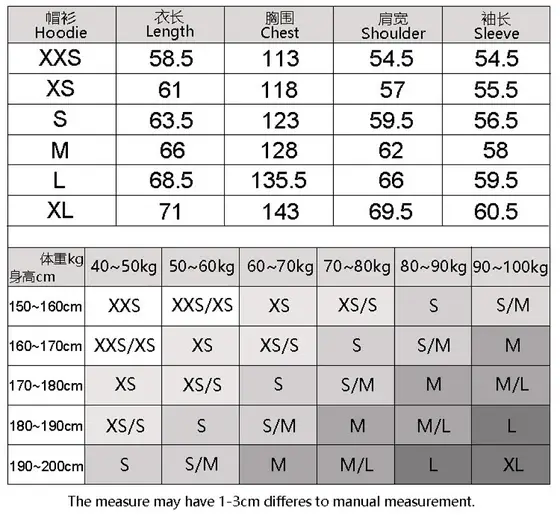 帽衫 衣长 胸围 肩宽 袖长
Hoodie Length Chest Shoulder Sleeve
XXS 58.5 113 54.5 54.5
XS 61 118 57 55.5
S 63.5 123 59.5 56.5
M 66 128 62 58
L 68.5 135.5 66 59.5
XL 71 143 69.5 60.5
体重kg
身高cm 40~50kg 50~60kg 60~70kg 70~80kg 80~90kg 90~100kg
150~160cm XXS XXS/XS XS XS/S S S/M
160~170cm XXS/XS XS XS/S S S/M M
170~180cm XS XS/S S S/M M M/L
180~190cm XS/S S S/M M M/L L
190~200cm S S/M M M/L L XL
The measure may have 1-3cm differes to manual measurement.